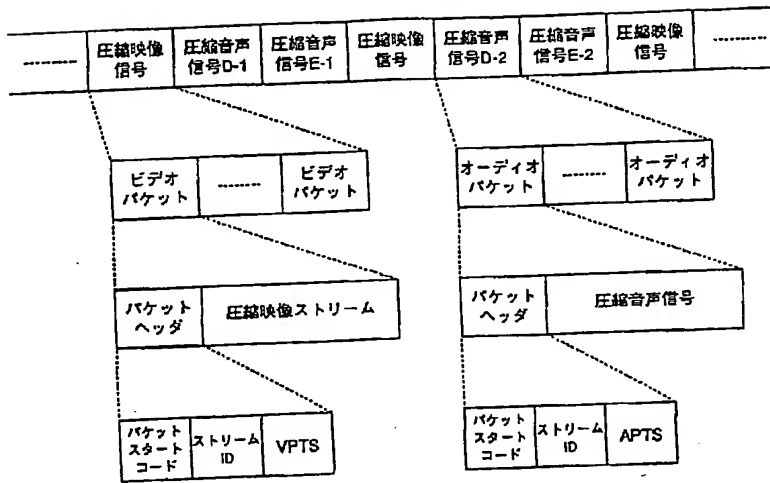 圧縮映像
信号
圧縮音声
信号D-1
圧縮音声
信号E-1
圧縮映像
信号
圧縮音声
信号D-2
圧縮音声
信号E-2
圧縮映像
信号
ビデオ
パケット
ビデオ
パケット
オーディオ
パケット
オーディオ
パケット
パケット
ヘッダ
圧縮映像ストリーム
パケット
ヘッダ
圧縮音声信号
パケット
スタート
コード
ストリーム
ID
VPTS
パケット
スタート
コード
ストリーム
ID
APTS